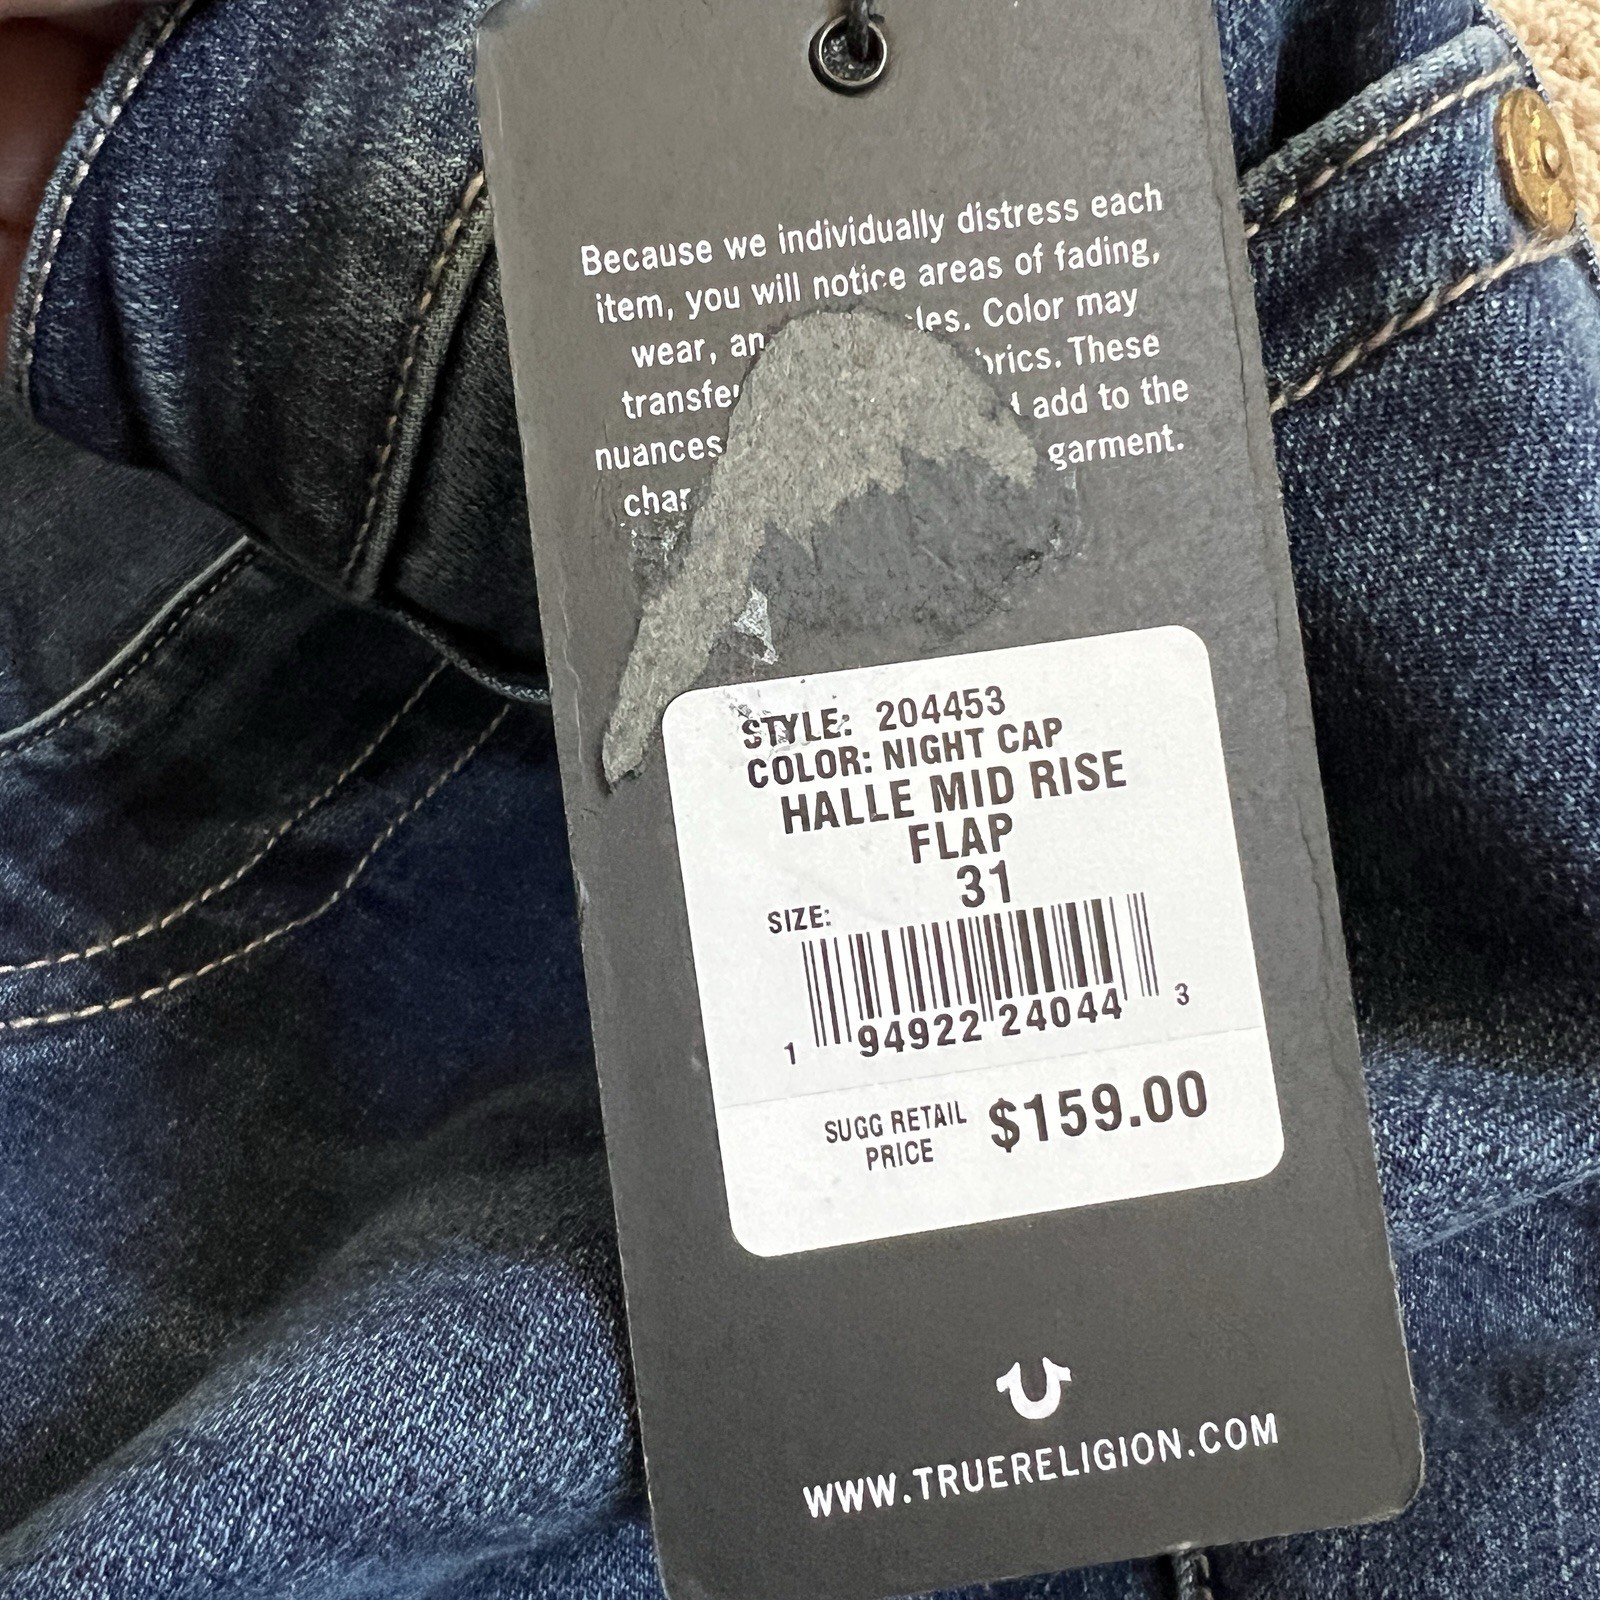 Because we individually distress each
item, you will notice areas of fading,
wear, an les. Color may
transfe brics. These
nuances add to the
char garment.
STYLE: 204453
COLOR: NIGHT CAP
HALLE MID RISE
FLAP
31
SIZE:
1 94922 24044 3
SUGG RETAIL PRICE $159.00
WWW.TRUERELIGION.COM